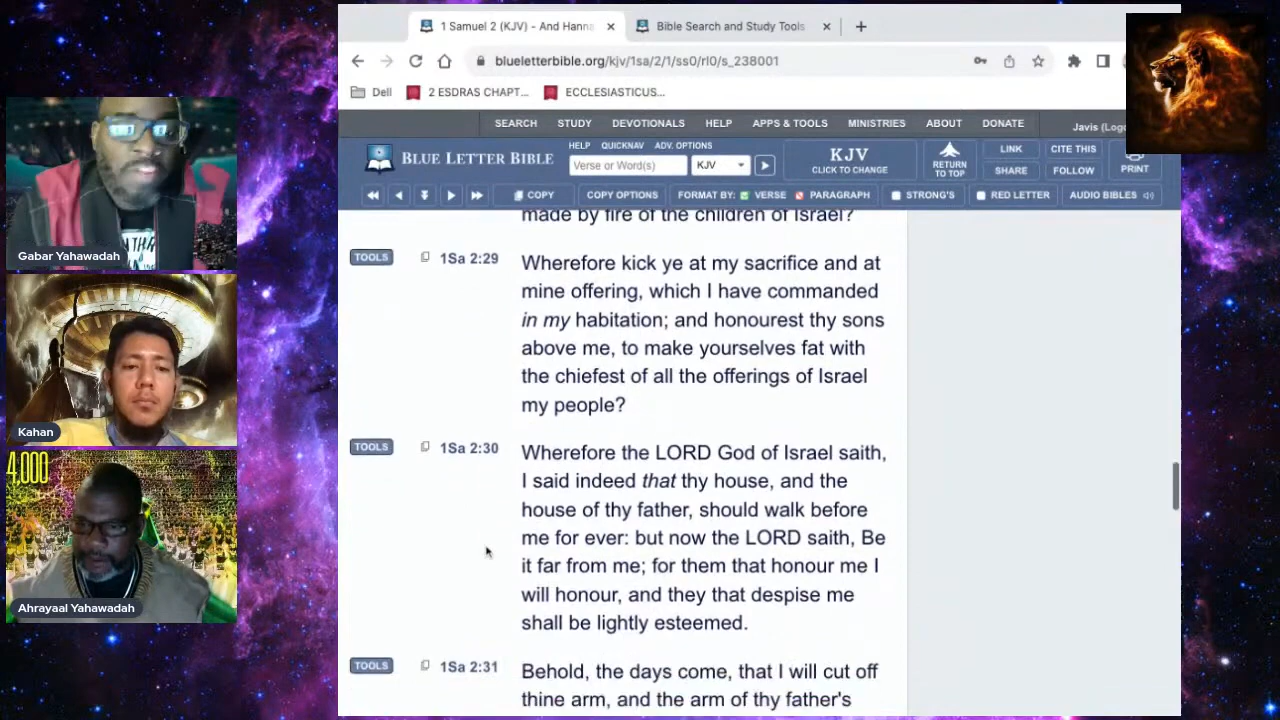 1 Samuel 2 (KJV) - And Hanna
Bible Search and Study Tools
blueletterbible.org/kjv/1sa/2/1/ss0/rl0/s_238001
Dell
2 ESDRAS CHAPT...
ECCLESIASTICUS...
SEARCH STUDY DEVOTIONALS HELP APPS & TOOLS MINISTRIES ABOUT DONATE
Javis (Logo
BLUE LETTER BIBLE
HELP QUICKNAV ADV. OPTIONS
Verse or Word(s)
KJV
KJV
CLICK TO CHANGE
RETURN
TO TOP
LINK
CITE THIS
SHARE
FOLLOW
PRINT
COPY
COPY OPTIONS
FORMAT BY: VERSE PARAGRAPH
STRONG'S
RED LETTER
AUDIO BIBLES
made by fire of the children of Israel?
TOOLS
1Sa 2:29
Wherefore kick ye at my sacrifice and at
mine offering, which I have commanded
in my habitation; and honourest thy sons
above me, to make yourselves fat with
the chiefest of all the offerings of Israel
my people?
TOOLS
1Sa 2:30
Wherefore the LORD God of Israel saith,
I said indeed that thy house, and the
house of thy father, should walk before
me for ever: but now the LORD saith, Be
it far from me; for them that honour me I
will honour, and they that despise me
shall be lightly esteemed.
TOOLS
1Sa 2:31
Behold, the days come, that I will cut off
thine arm, and the arm of thy father's
Gabar Yahawadah
Kahan
4,000
Ahrayaal Yahawadah